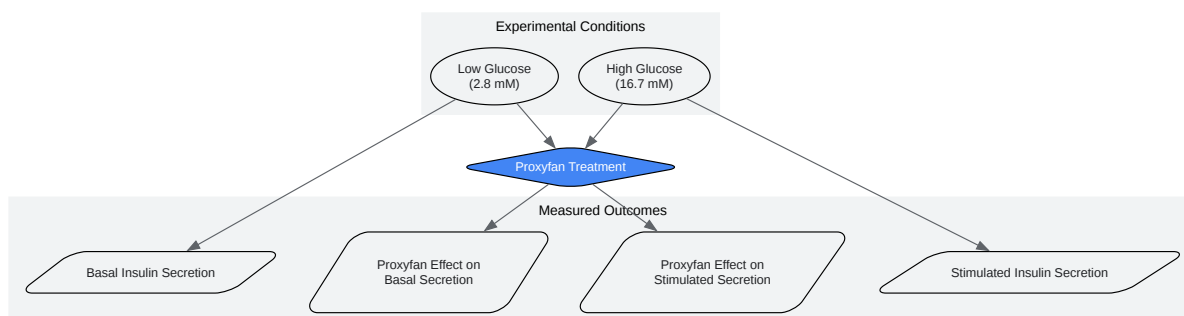 Experimental Conditions
Low Glucose
(2.8 mM)
High Glucose
(16.7 mM)
Proxyfan Treatment
Measured Outcomes
Basal Insulin Secretion
Proxyfan Effect on
Basal Secretion
Proxyfan Effect on
Stimulated Secretion
Stimulated Insulin Secretion